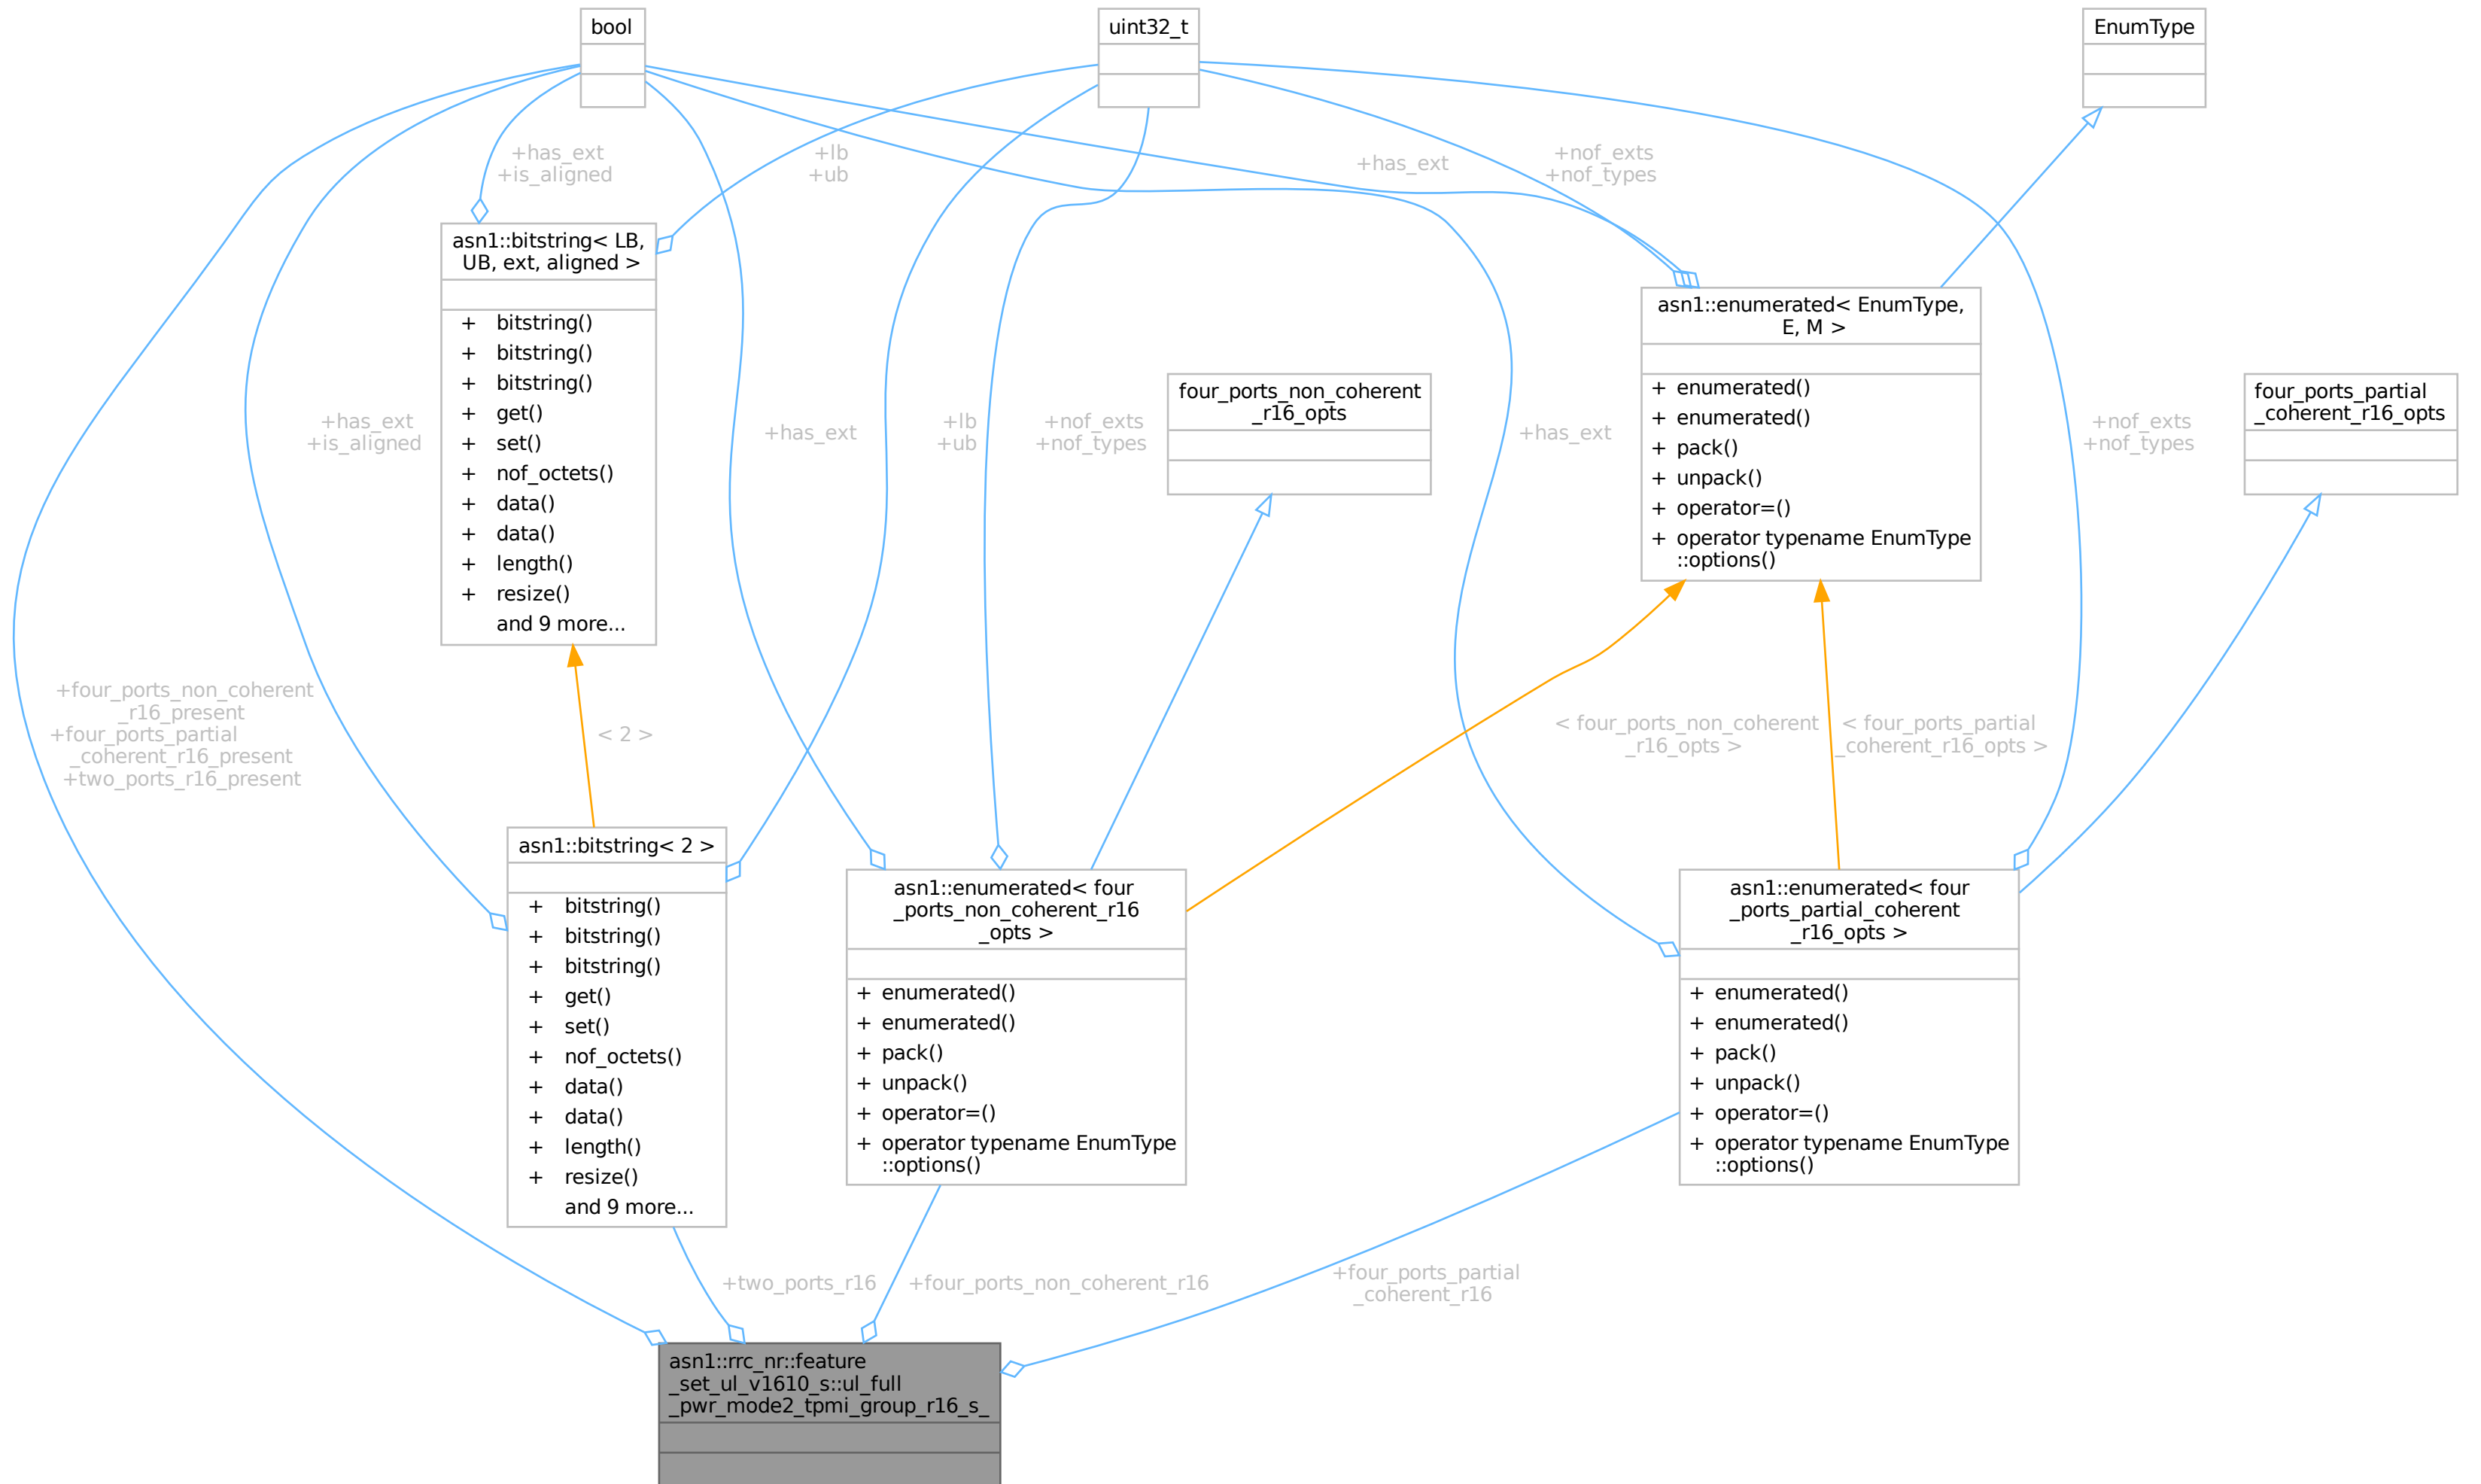 bool
uint32_t
EnumType
+has_ext
+is_aligned
+lb
+ub
+has_ext
+nof_exts
+nof_types
asn1::bitstring< LB,
UB, ext, aligned >
+ bitstring()
+ bitstring()
+ bitstring()
+ get()
+ set()
+ nof_octets()
+ data()
+ data()
+ length()
+ resize()
and 9 more...
asn1::enumerated< EnumType,
E, M >
+ enumerated()
+ enumerated()
+ pack()
+ unpack()
+ operator=()
+ operator typename EnumType
::options()
four_ports_non_coherent
_r16_opts
four_ports_partial
_coherent_r16_opts
+has_ext
+is_aligned
+has_ext
+lb
+ub
+nof_exts
+nof_types
+has_ext
+nof_exts
+nof_types
+four_ports_non_coherent
_r16_present
+four_ports_partial
_coherent_r16_present
+two_ports_r16_present
< 2 >
< four_ports_non_coherent
_r16_opts >
< four_ports_partial
_coherent_r16_opts >
asn1::bitstring< 2 >
+ bitstring()
+ bitstring()
+ bitstring()
+ get()
+ set()
+ nof_octets()
+ data()
+ data()
+ length()
+ resize()
and 9 more...
asn1::enumerated< four
_ports_non_coherent_r16
_opts >
+ enumerated()
+ enumerated()
+ pack()
+ unpack()
+ operator=()
+ operator typename EnumType
::options()
asn1::enumerated< four
_ports_partial_coherent
_r16_opts >
+ enumerated()
+ enumerated()
+ pack()
+ unpack()
+ operator=()
+ operator typename EnumType
::options()
+two_ports_r16
+four_ports_non_coherent_r16
+four_ports_partial
_coherent_r16
asn1::rrc_nr::feature
_set_ul_v1610_s::ul_full
_pwr_mode2_tpmi_group_r16_s_